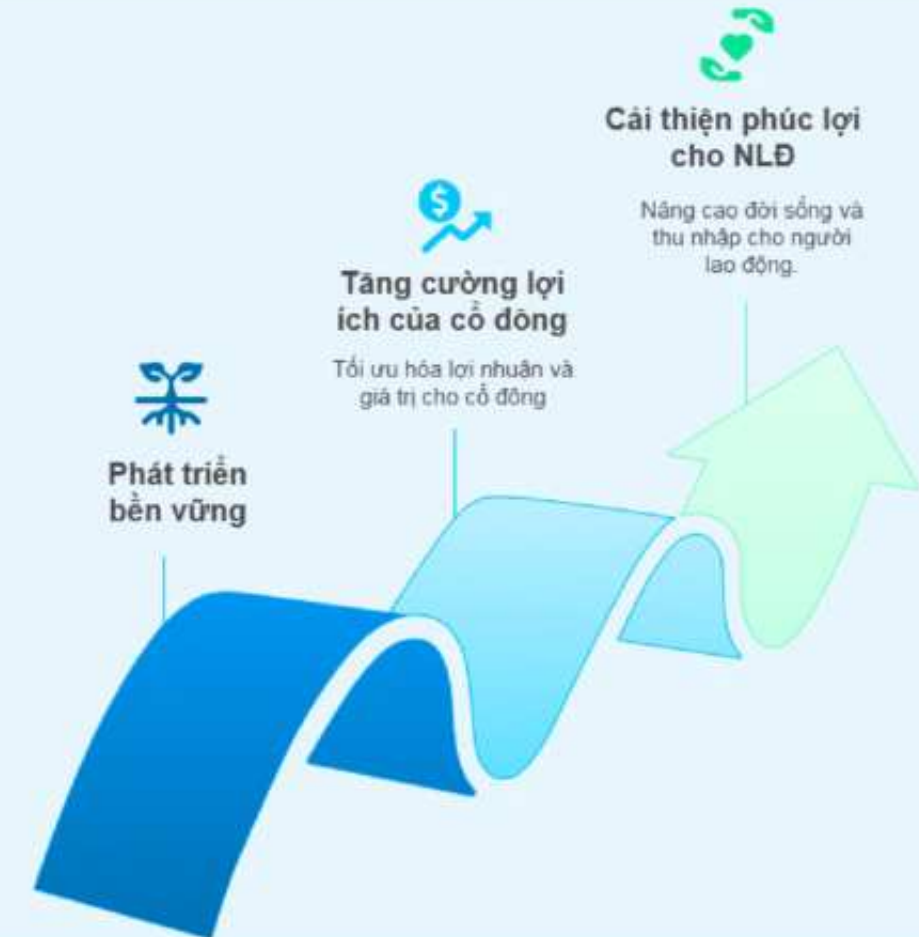 Cải thiện phúc lợi
cho NLĐ
Nâng cao đời sống và
thu nhập cho người
lao động.
Tăng cường lợi
ích của cổ đông
Tối ưu hóa lợi nhuận và
giá trị cho cổ đông
Phát triển
bền vững